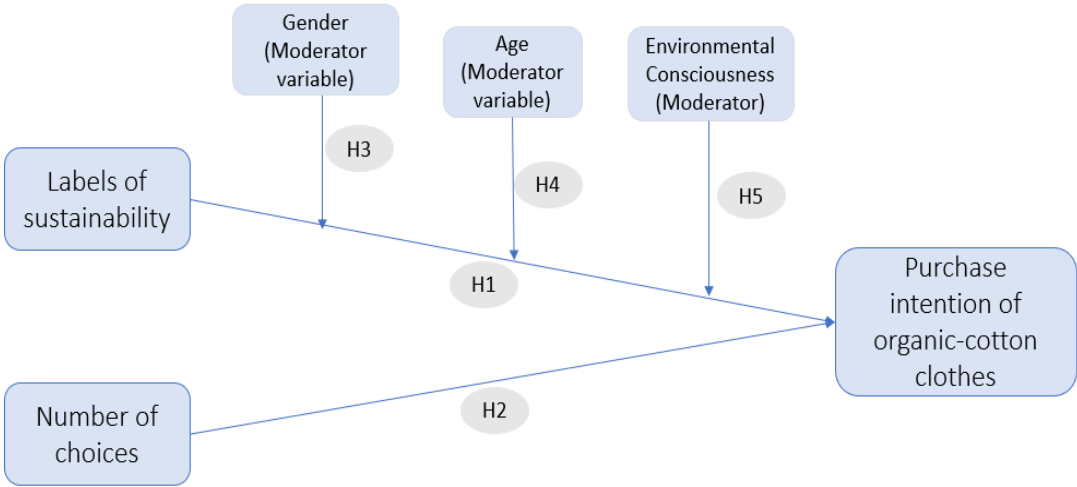 Gender
(Moderator
variable)
Age
(Moderator
variable)
Environmental
Consciousness
(Moderator)
H3
H4
H5
Labels of
sustainability
H1
Purchase
intention of
organic-cotton
clothes
Number of
choices
H2